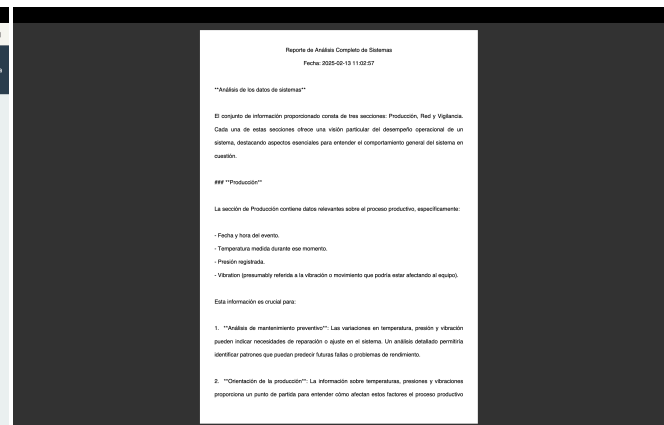 Reporte de Análisis Completo de Sistemas
Fecha: 2025-02-13 11:02:57
**Análisis de los datos de sistemas**
El conjunto de información proporcionado consta de tres secciones: Producción, Red y Vigilancia.
Cada una de estas secciones ofrece una visión particular del desempeño operacional de un
sistema, destacando aspectos esenciales para entender el comportamiento general del sistema en
cuestión.
### **Producción**
La sección de Producción contiene datos relevantes sobre el proceso productivo, específicamente:
- Fecha y hora del evento.
- Temperatura medida durante ese momento.
- Presión registrada.
- Vibration (presumably referida a la vibración o movimiento que podría estar afectando al equipo).
Esta información es crucial para:
1. **Análisis de mantenimiento preventivo**: Las variaciones en temperatura, presión y vibración
pueden indicar necesidades de reparación o ajuste en el sistema. Un análisis detallado permitiría
identificar patrones que puedan predecir futuras fallas o problemas de rendimiento.
2. **Orientación de la producción**: La información sobre temperaturas, presiones y vibraciones
proporciona un punto de partida para entender cómo afectan estos factores el proceso productivo